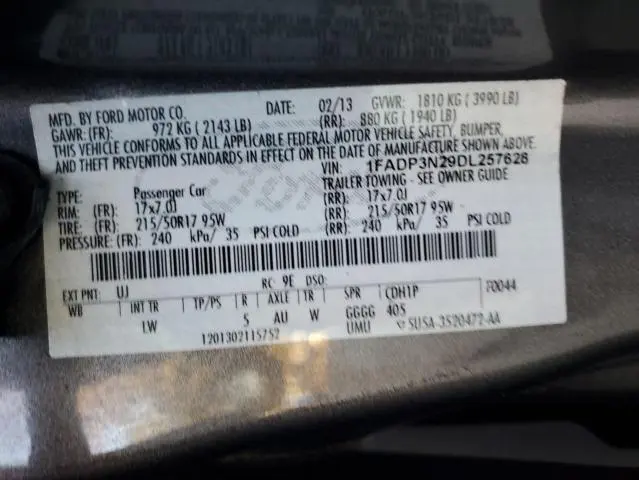 MFD. BY FORD MOTOR CO.
DATE: 02/13 GVWR: 1810 KG ( 3990 LB)
GAWR: (FR): 972 KG ( 2143 LB) (RR): 880 KG ( 1940 LB)
THIS VEHICLE CONFORMS TO ALL APPLICABLE FEDERAL MOTOR VEHICLE SAFETY, BUMPER,
AND THEFT PREVENTION STANDARDS IN EFFECT ON THE DATE OF MANUFACTURE SHOWN ABOVE.
VIN: 1FADP3N29DL257628
TYPE: Passenger Car TRAILER TOWING - SEE OWNER GUIDE
RIM: (FR): 17x7.0J (RR): 17x7.0J
TIRE: (FR): 215/50R17 95W (RR): 215/50R17 95W
PRESSURE: (FR): 240 kPa/ 35 PSI COLD (RR): 240 kPa/ 35 PSI COLD
EXT PNT: UJ RC: 9E DSO: F0044
WB INT TR TP/PS R AXLE TR SPR CDH1P
LW 5 AU W GGGG 405
1201302115752 UMU SU5A-3520472-AA